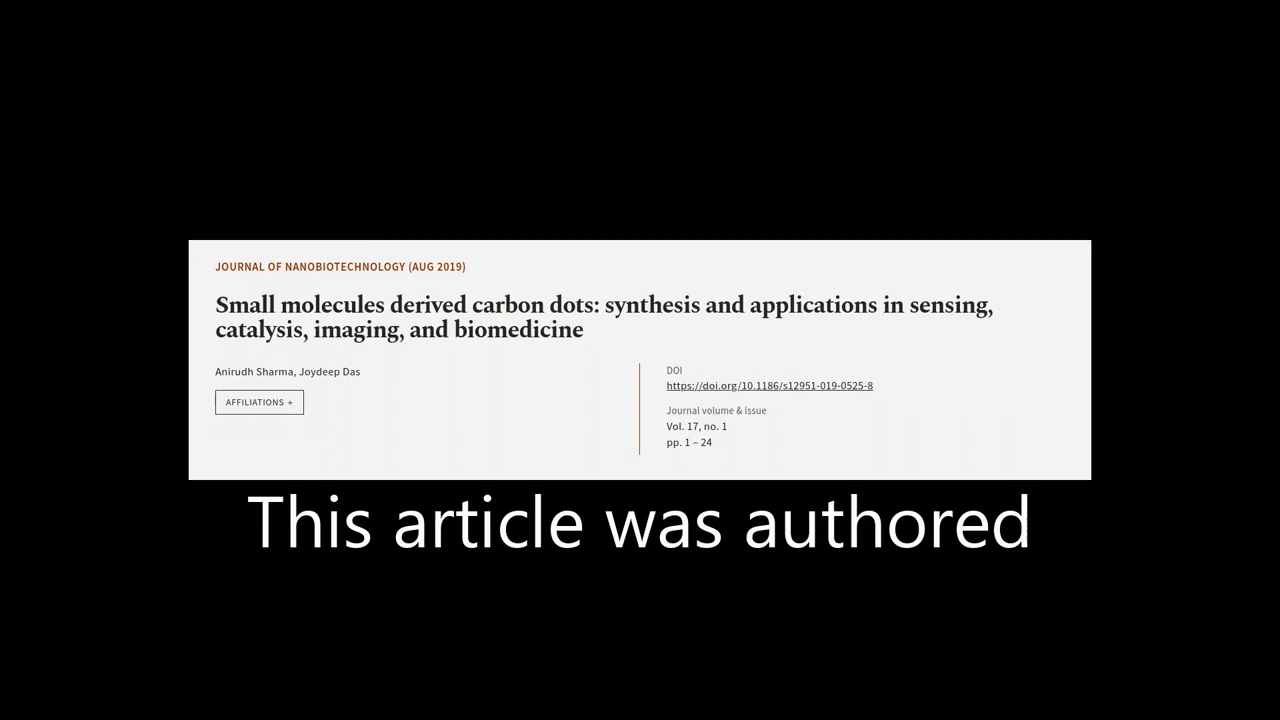 JOURNAL OF NANOBIOTECHNOLOGY (AUG 2019)
Small molecules derived carbon dots: synthesis and applications in sensing,
catalysis, imaging, and biomedicine
Anirudh Sharma, Joydeep Das
AFFILIATIONS +
DOI
https://doi.org/10.1186/s12951-019-0525-8
Journal volume & issue
Vol. 17, no. 1
pp. 1 – 24
This article was authored